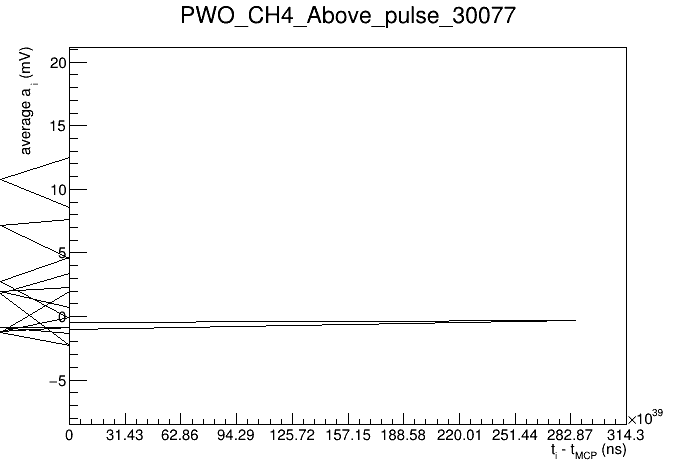 PWO_CH4_Above_pulse_30077
average a i (mV)
20
15
10
5
0
−5
0 31.43 62.86 94.29 125.72 157.15 188.58 220.01 251.44 282.87 314.3
×10^39
t_i - t_MCP (ns)